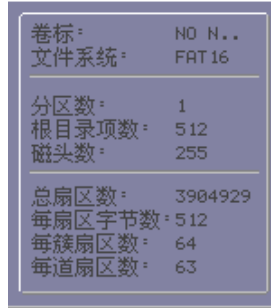 卷标: NO N..
文件系统: FAT16
分区数: 1
根目录项数: 512
磁头数: 255
总扇区数: 3904929
每扇区字节数:512
每簇扇区数: 64
每道扇区数: 63